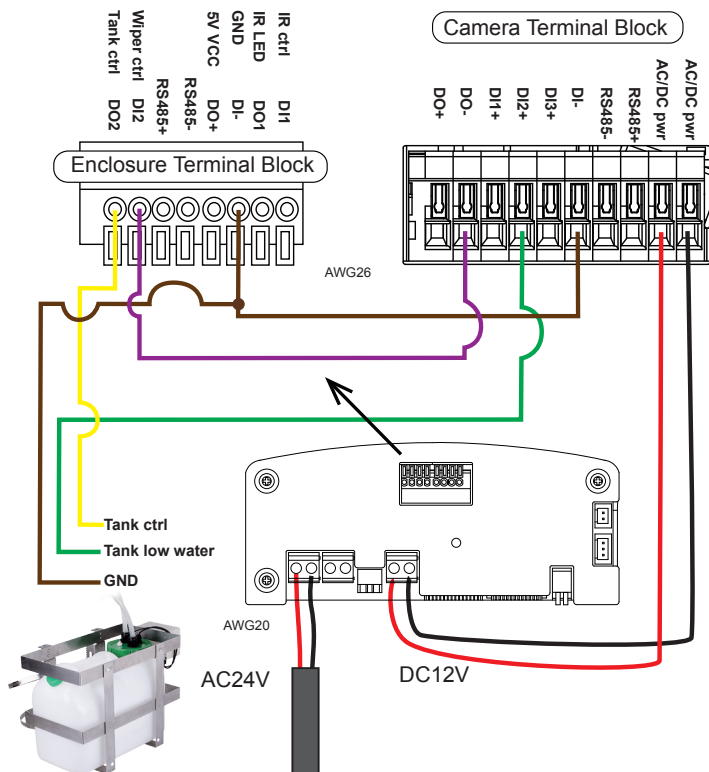 Camera Terminal Block
Tank ctrl
Wiper ctrl
5V VCC
GND
IR LED
IR ctrl
DO2
DI2
RS485+
RS485-
DO+
DI-
DO1
DI1
DO+
DO-
DI1+
DI2+
DI3+
DI-
RS485-
RS485+
AC/DC pwr
AC/DC pwr
Enclosure Terminal Block
AWG26
Tank ctrl
Tank low water
GND
AWG20
AC24V
DC12V